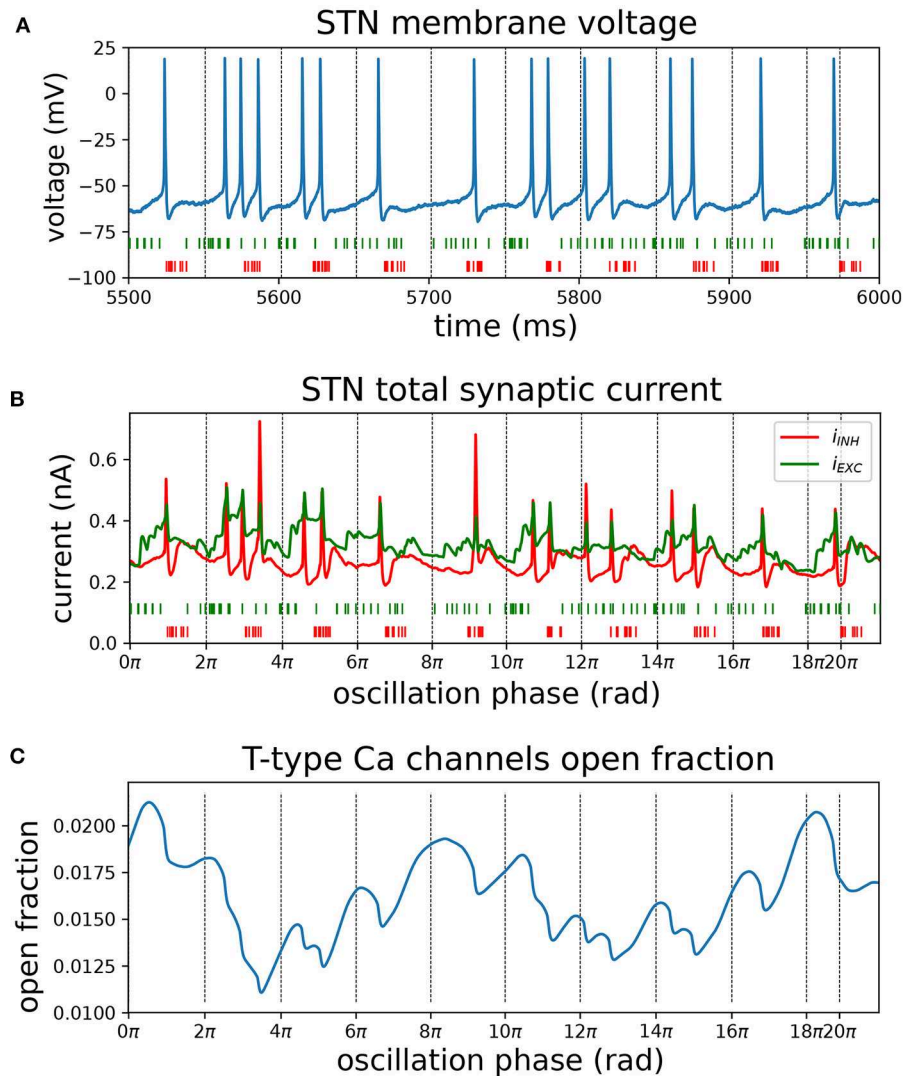 A
STN membrane voltage
voltage (mV)
25
0
−25
−50
−75
−100
5500
5600
5700
5800
5900
6000
time (ms)
B
STN total synaptic current
current (nA)
0.6
0.4
0.2
0.0
i_INH
i_EXC
0π
2π
4π
6π
8π
10π
12π
14π
16π
18π
20π
oscillation phase (rad)
C
T-type Ca channels open fraction
open fraction
0.0200
0.0175
0.0150
0.0125
0.0100
0π
2π
4π
6π
8π
10π
12π
14π
16π
18π
20π
oscillation phase (rad)